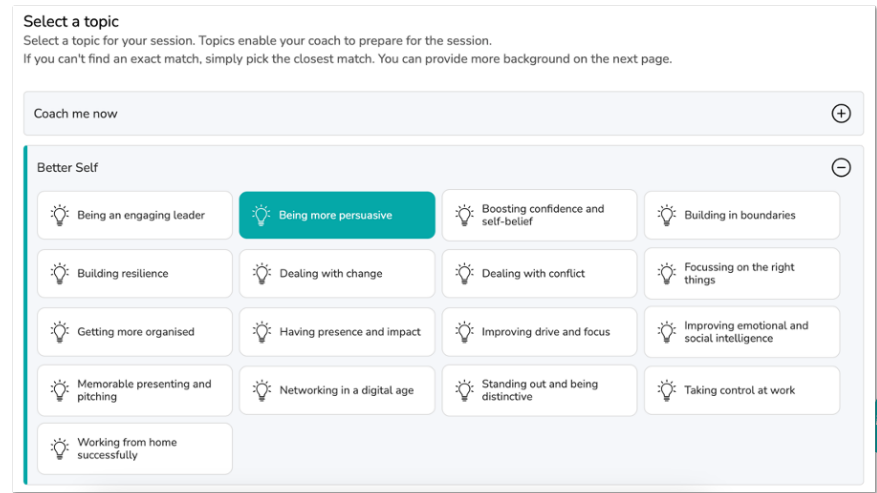 Select a topic
Select a topic for your session. Topics enable your coach to prepare for the session.
If you can't find an exact match, simply pick the closest match. You can provide more background on the next page.
Coach me now
Better Self
Being an engaging leader
Being more persuasive
Boosting confidence and
self-belief
Building in boundaries
Building resilience
Dealing with change
Dealing with conflict
Focussing on the right
things
Getting more organised
Having presence and impact
Improving drive and focus
Improving emotional and
social intelligence
Memorable presenting and
pitching
Networking in a digital age
Standing out and being
distinctive
Taking control at work
Working from home
successfully